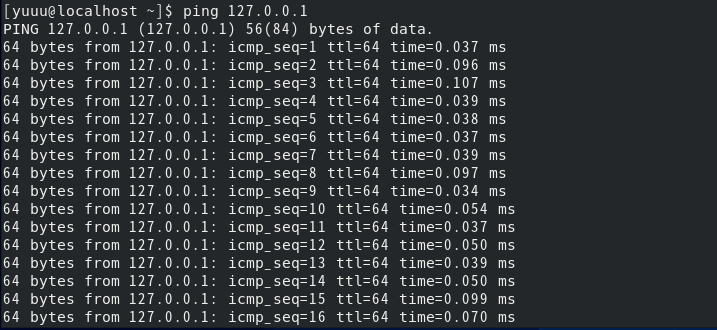 [yuuu@localhost ~]$ ping 127.0.0.1
PING 127.0.0.1 (127.0.0.1) 56(84) bytes of data.
64 bytes from 127.0.0.1: icmp_seq=1 ttl=64 time=0.037 ms
64 bytes from 127.0.0.1: icmp_seq=2 ttl=64 time=0.096 ms
64 bytes from 127.0.0.1: icmp_seq=3 ttl=64 time=0.107 ms
64 bytes from 127.0.0.1: icmp_seq=4 ttl=64 time=0.039 ms
64 bytes from 127.0.0.1: icmp_seq=5 ttl=64 time=0.038 ms
64 bytes from 127.0.0.1: icmp_seq=6 ttl=64 time=0.037 ms
64 bytes from 127.0.0.1: icmp_seq=7 ttl=64 time=0.039 ms
64 bytes from 127.0.0.1: icmp_seq=8 ttl=64 time=0.097 ms
64 bytes from 127.0.0.1: icmp_seq=9 ttl=64 time=0.034 ms
64 bytes from 127.0.0.1: icmp_seq=10 ttl=64 time=0.054 ms
64 bytes from 127.0.0.1: icmp_seq=11 ttl=64 time=0.037 ms
64 bytes from 127.0.0.1: icmp_seq=12 ttl=64 time=0.050 ms
64 bytes from 127.0.0.1: icmp_seq=13 ttl=64 time=0.039 ms
64 bytes from 127.0.0.1: icmp_seq=14 ttl=64 time=0.050 ms
64 bytes from 127.0.0.1: icmp_seq=15 ttl=64 time=0.099 ms
64 bytes from 127.0.0.1: icmp_seq=16 ttl=64 time=0.070 ms